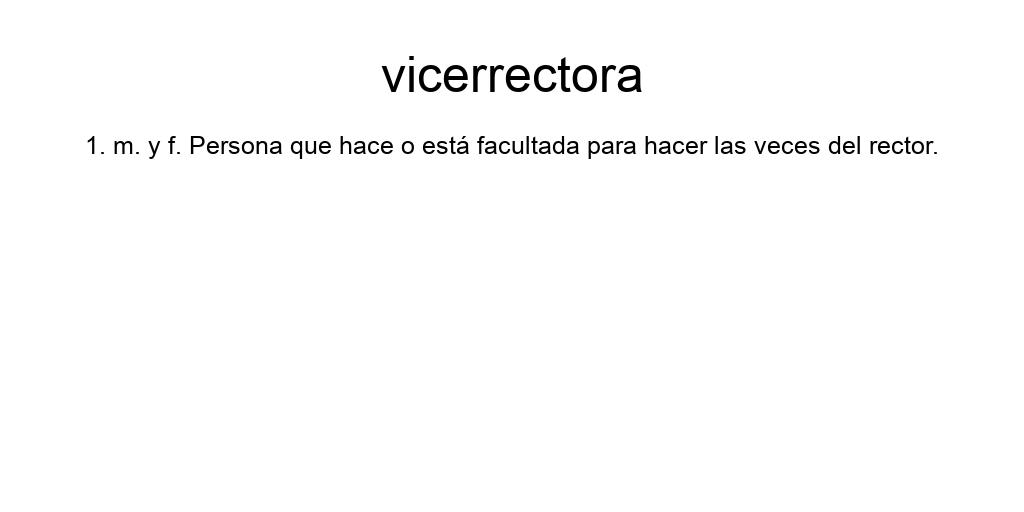 vicerrectora
1. m. y f. Persona que hace o está facultada para hacer las veces del rector.